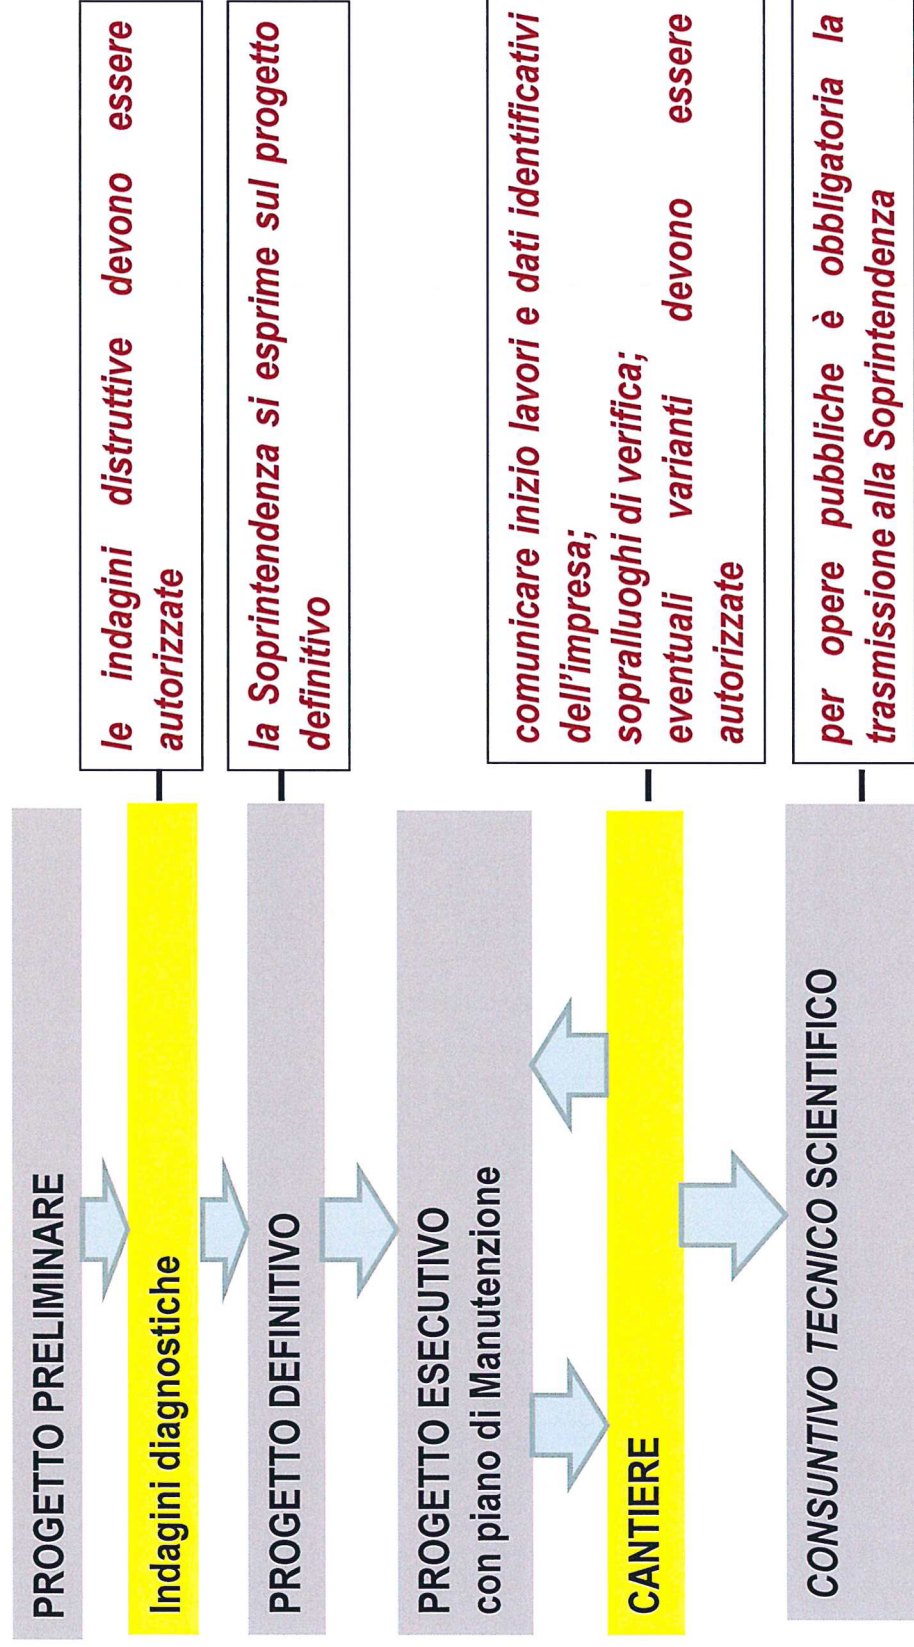 PROGETTO PRELIMINARE
Indagini diagnostiche
le indagini distruttive devono essere
autorizzate
PROGETTO DEFINITIVO
la Soprintendenza si esprime sul progetto
definitivo
PROGETTO ESECUTIVO
con piano di Manutenzione
CANTIERE
comunicare inizio lavori e dati identificativi
dell'impresa;
sopralluoghi di verifica;
eventuali varianti devono essere
autorizzate
CONSUNTIVO TECNICO SCIENTIFICO
per opere pubbliche è obbligatoria la
trasmissione alla Soprintendenza